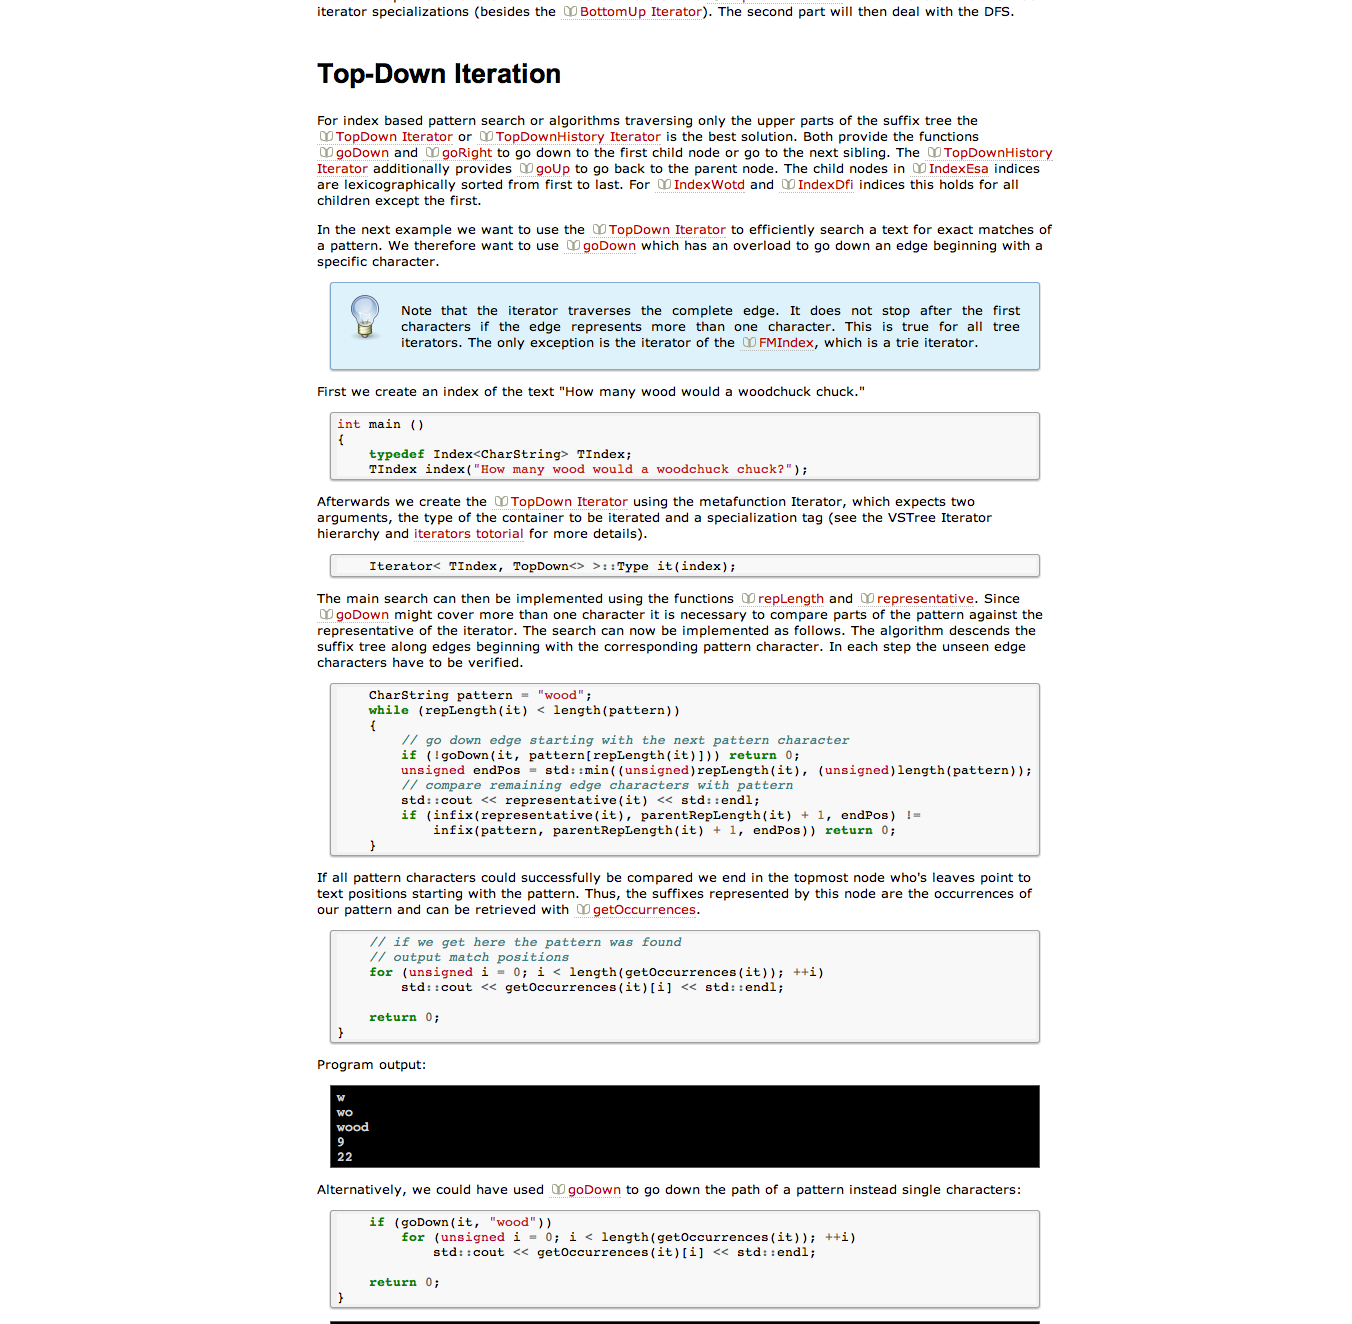 iterator specializations (besides the BottomUp Iterator). The second part will then deal with the DFS.
Top-Down Iteration
For index based pattern search or algorithms traversing only the upper parts of the suffix tree the
TopDown Iterator or TopDownHistory Iterator is the best solution. Both provide the functions
goDown and goRight to go down to the first child node or go to the next sibling. The TopDownHistory
Iterator additionally provides goUp to go back to the parent node. The child nodes in IndexEsa indices
are lexicographically sorted from first to last. For IndexWotd and IndexDfi indices this holds for all
children except the first.
In the next example we want to use the TopDown Iterator to efficiently search a text for exact matches of
a pattern. We therefore want to use goDown which has an overload to go down an edge beginning with a
specific character.
Note that the iterator traverses the complete edge. It does not stop after the first
characters if the edge represents more than one character. This is true for all tree
iterators. The only exception is the iterator of the FMIndex, which is a trie iterator.
First we create an index of the text "How many wood would a woodchuck chuck."
int main ()
{
    typedef Index<CharString> TIndex;
    TIndex index("How many wood would a woodchuck chuck?");
Afterwards we create the TopDown Iterator using the metafunction Iterator, which expects two
arguments, the type of the container to be iterated and a specialization tag (see the VSTree Iterator
hierarchy and iterators totorial for more details).
    Iterator< TIndex, TopDown<> >::Type it(index);
The main search can then be implemented using the functions repLength and representative. Since
goDown might cover more than one character it is necessary to compare parts of the pattern against the
representative of the iterator. The search can now be implemented as follows. The algorithm descends the
suffix tree along edges beginning with the corresponding pattern character. In each step the unseen edge
characters have to be verified.
    CharString pattern = "wood";
    while (repLength(it) < length(pattern))
    {
        // go down edge starting with the next pattern character
        if (!goDown(it, pattern[repLength(it)])) return 0;
        unsigned endPos = std::min((unsigned)repLength(it), (unsigned)length(pattern));
        // compare remaining edge characters with pattern
        std::cout << representative(it) << std::endl;
        if (infix(representative(it), parentRepLength(it) + 1, endPos) !=
            infix(pattern, parentRepLength(it) + 1, endPos)) return 0;
    }
If all pattern characters could successfully be compared we end in the topmost node who's leaves point to
text positions starting with the pattern. Thus, the suffixes represented by this node are the occurrences of
our pattern and can be retrieved with getOccurrences.
    // if we get here the pattern was found
    // output match positions
    for (unsigned i = 0; i < length(getOccurrences(it)); ++i)
        std::cout << getOccurrences(it)[i] << std::endl;
    return 0;
}
Program output:
w
wo
wood
9
22
Alternatively, we could have used goDown to go down the path of a pattern instead single characters:
    if (goDown(it, "wood"))
        for (unsigned i = 0; i < length(getOccurrences(it)); ++i)
            std::cout << getOccurrences(it)[i] << std::endl;
    return 0;
}